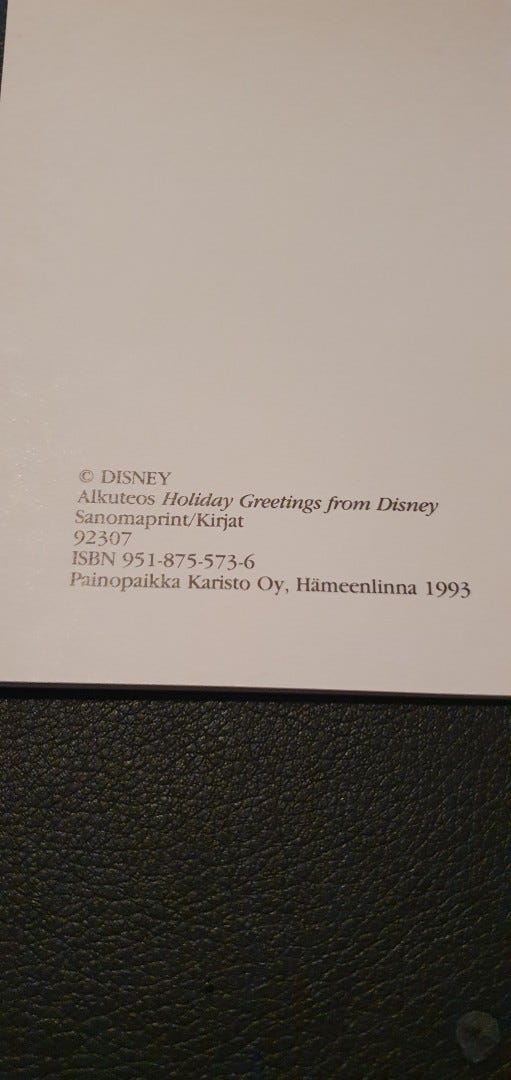 © DISNEY
Alkuteos Holiday Greetings from Disney
Sanomaprint/Kirjat
92307
ISBN 951-875-573-6
Painopaikka Karisto Oy, Hämeenlinna 1993